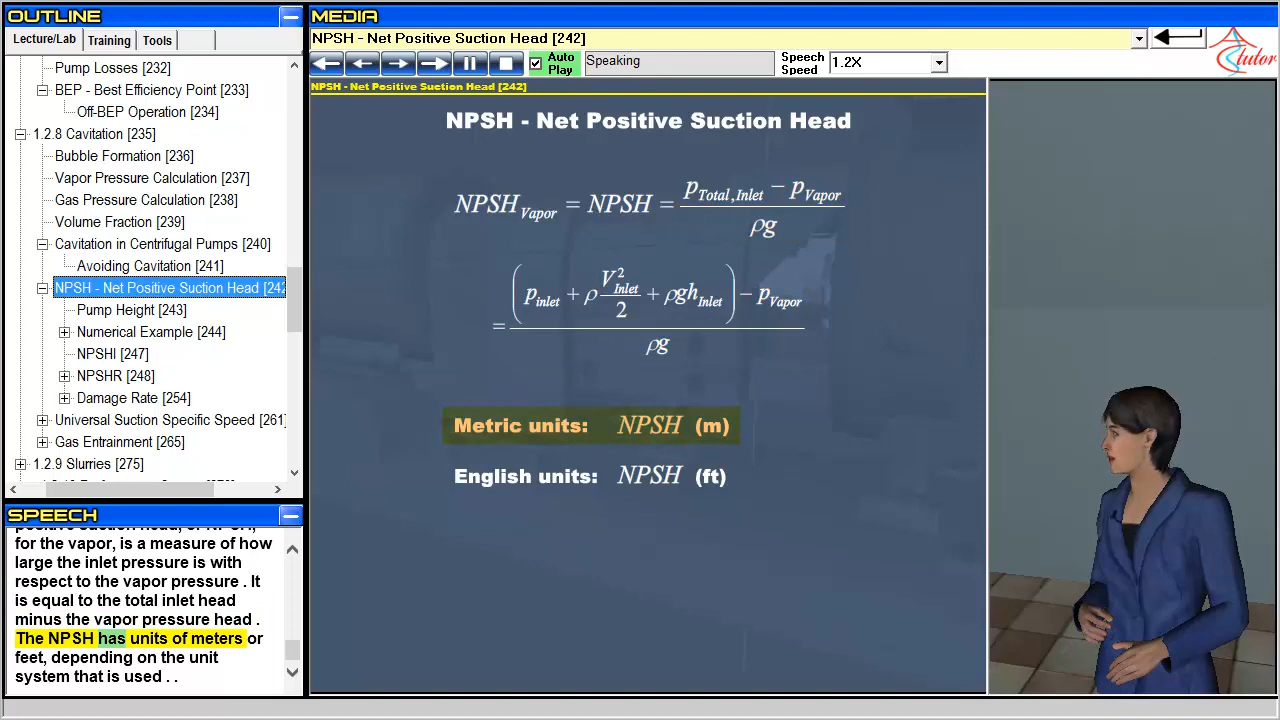 OUTLINE
Lecture/Lab Training Tools
Pump Losses [232]
BEP - Best Efficiency Point [233]
Off-BEP Operation [234]
1.2.8 Cavitation [235]
Bubble Formation [236]
Vapor Pressure Calculation [237]
Gas Pressure Calculation [238]
Volume Fraction [239]
Cavitation in Centrifugal Pumps [240]
Avoiding Cavitation [241]
NPSH - Net Positive Suction Head [242
Pump Height [243]
Numerical Example [244]
NPSHI [247]
NPSHR [248]
Damage Rate [254]
Universal Suction Specific Speed [261]
Gas Entrainment [265]
1.2.9 Slurries [275]
SPEECH
for the vapor, is a measure of how
large the inlet pressure is with
respect to the vapor pressure . It
is equal to the total inlet head
minus the vapor pressure head .
The NPSH has units of meters or
feet, depending on the unit
system that is used . .
MEDIA
NPSH - Net Positive Suction Head [242]
Auto Play
Speaking
Speech Speed
1.2X
tutor
NPSH - Net Positive Suction Head [242]
NPSH - Net Positive Suction Head
NPSH_Vapor = NPSH = (p_Total,Inlet − p_Vapor) / ρg
= ((p_inlet + ρ V²_Inlet / 2 + ρgh_Inlet) − p_Vapor) / ρg
Metric units: NPSH (m)
English units: NPSH (ft)